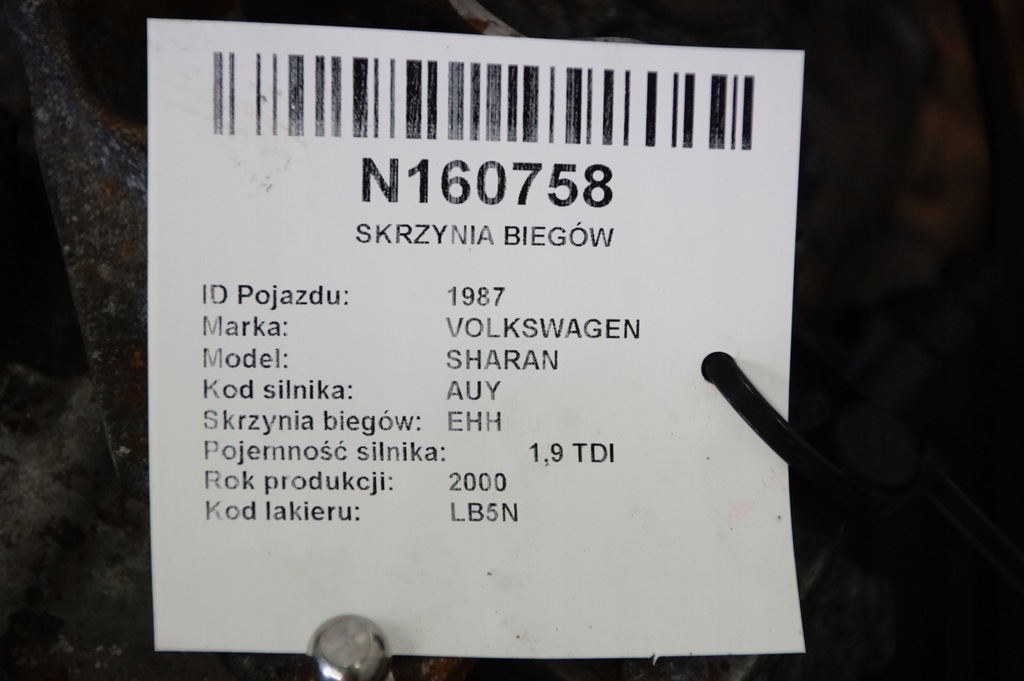 N160758
SKRZYNIA BIEGÓW
ID Pojazdu: 1987
Marka: VOLKSWAGEN
Model: SHARAN
Kod silnika: AUY
Skrzynia biegów: EHH
Pojemność silnika: 1,9 TDI
Rok produkcji: 2000
Kod lakieru: LB5N